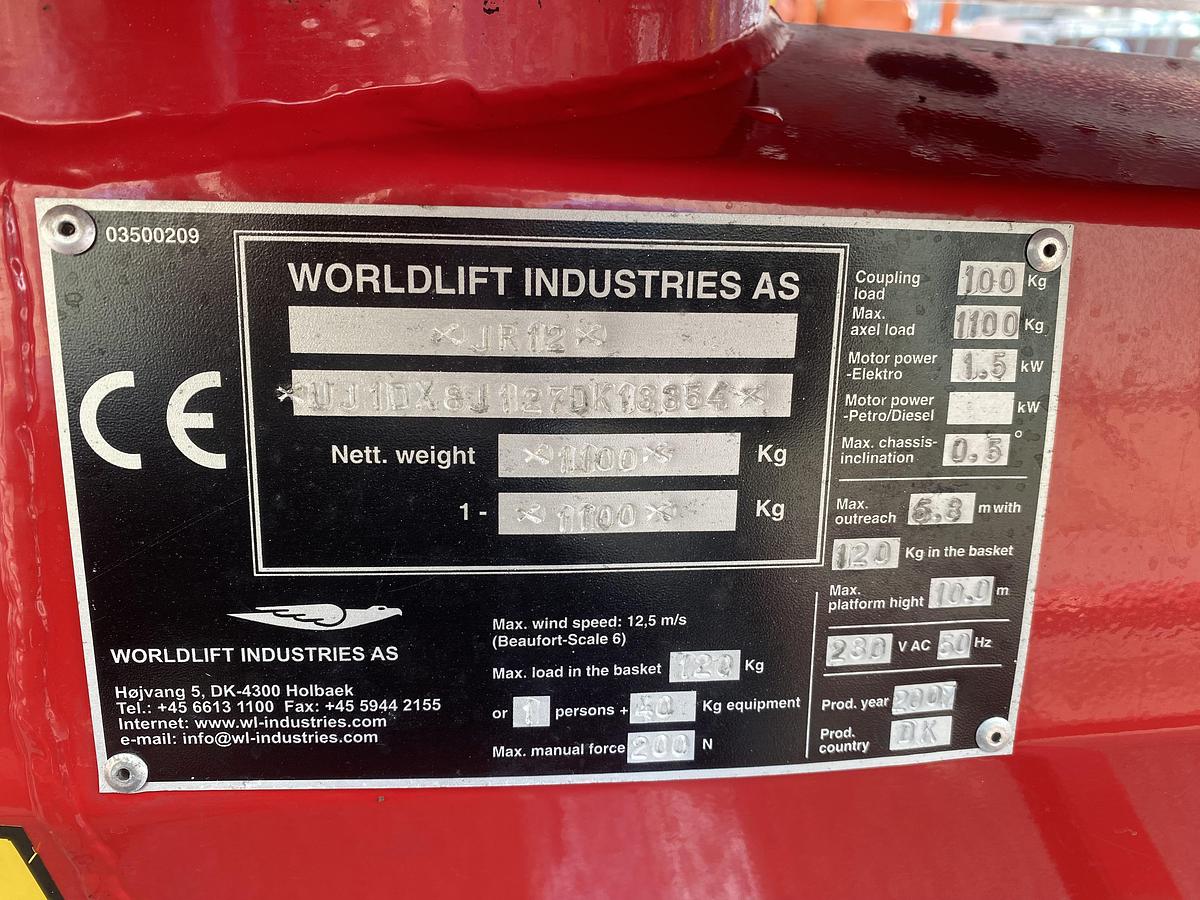 03500209
WORLDLIFT INDUSTRIES AS
*JR12*
Nett. weight *1100* Kg
1 - *1100* Kg
CE
WORLDLIFT INDUSTRIES AS
Højvang 5, DK-4300 Holbaek
Tel.: +45 6613 1100 Fax: +45 5944 2155
Internet: www.wl-industries.com
e-mail: info@wl-industries.com
Max. wind speed: 12,5 m/s
(Beaufort-Scale 6)
Max. load in the basket 120 Kg
or 1 persons + 40 Kg equipment
Max. manual force 200 N
Coupling
load 100 Kg
Max.
axel load 1100 Kg
Motor power
-Elektro 1.5 kW
Motor power
-Petro/Diesel kW
Max. chassis-
inclination 0.5 °
Max.
outreach m with
120 Kg in the basket
Max.
platform hight 10.0 m
230 V AC 50 Hz
Prod. year 2007
Prod.
country DK